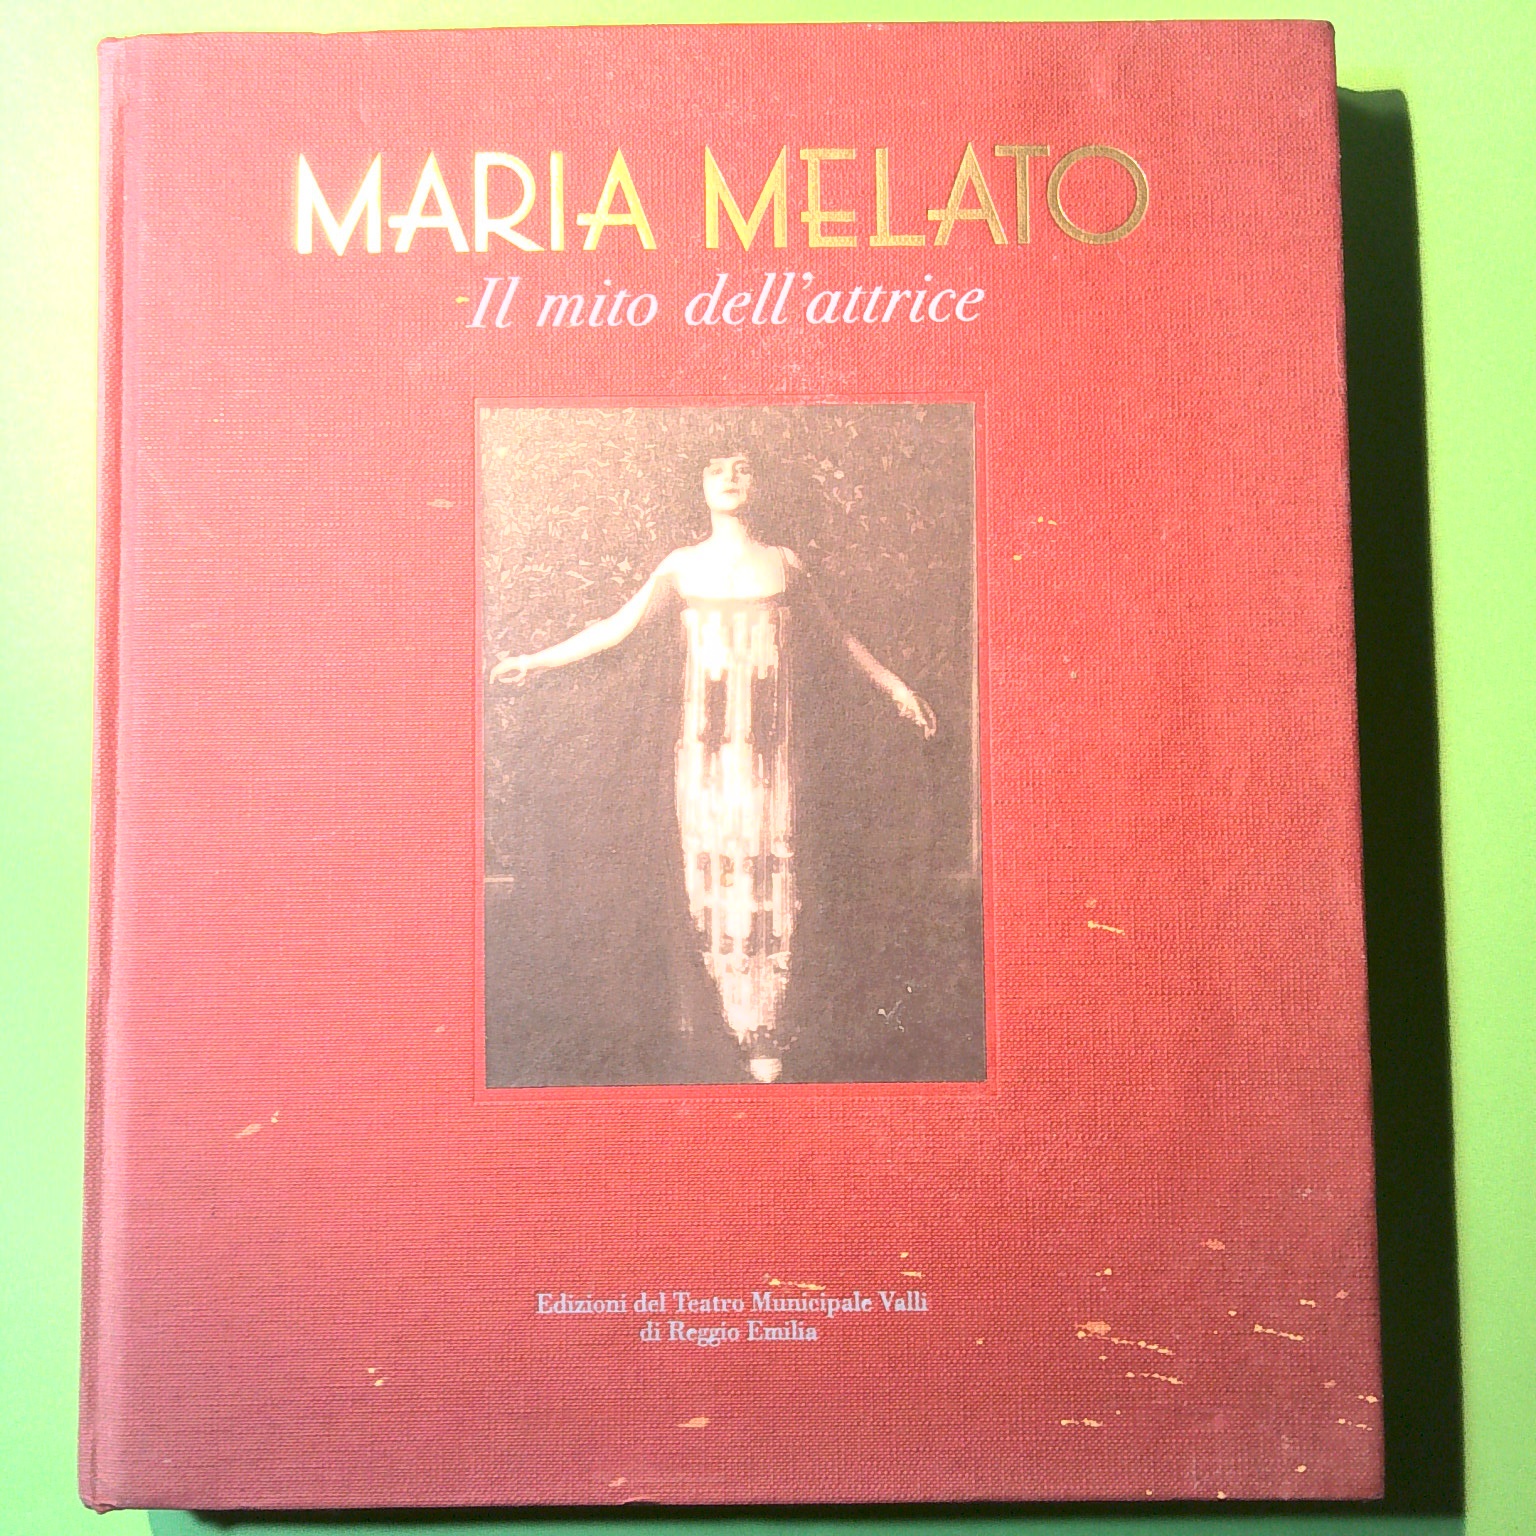 MARIA MELATO
Il mito dell'attrice
Edizioni del Teatro Municipale Valli
di Reggio Emilia